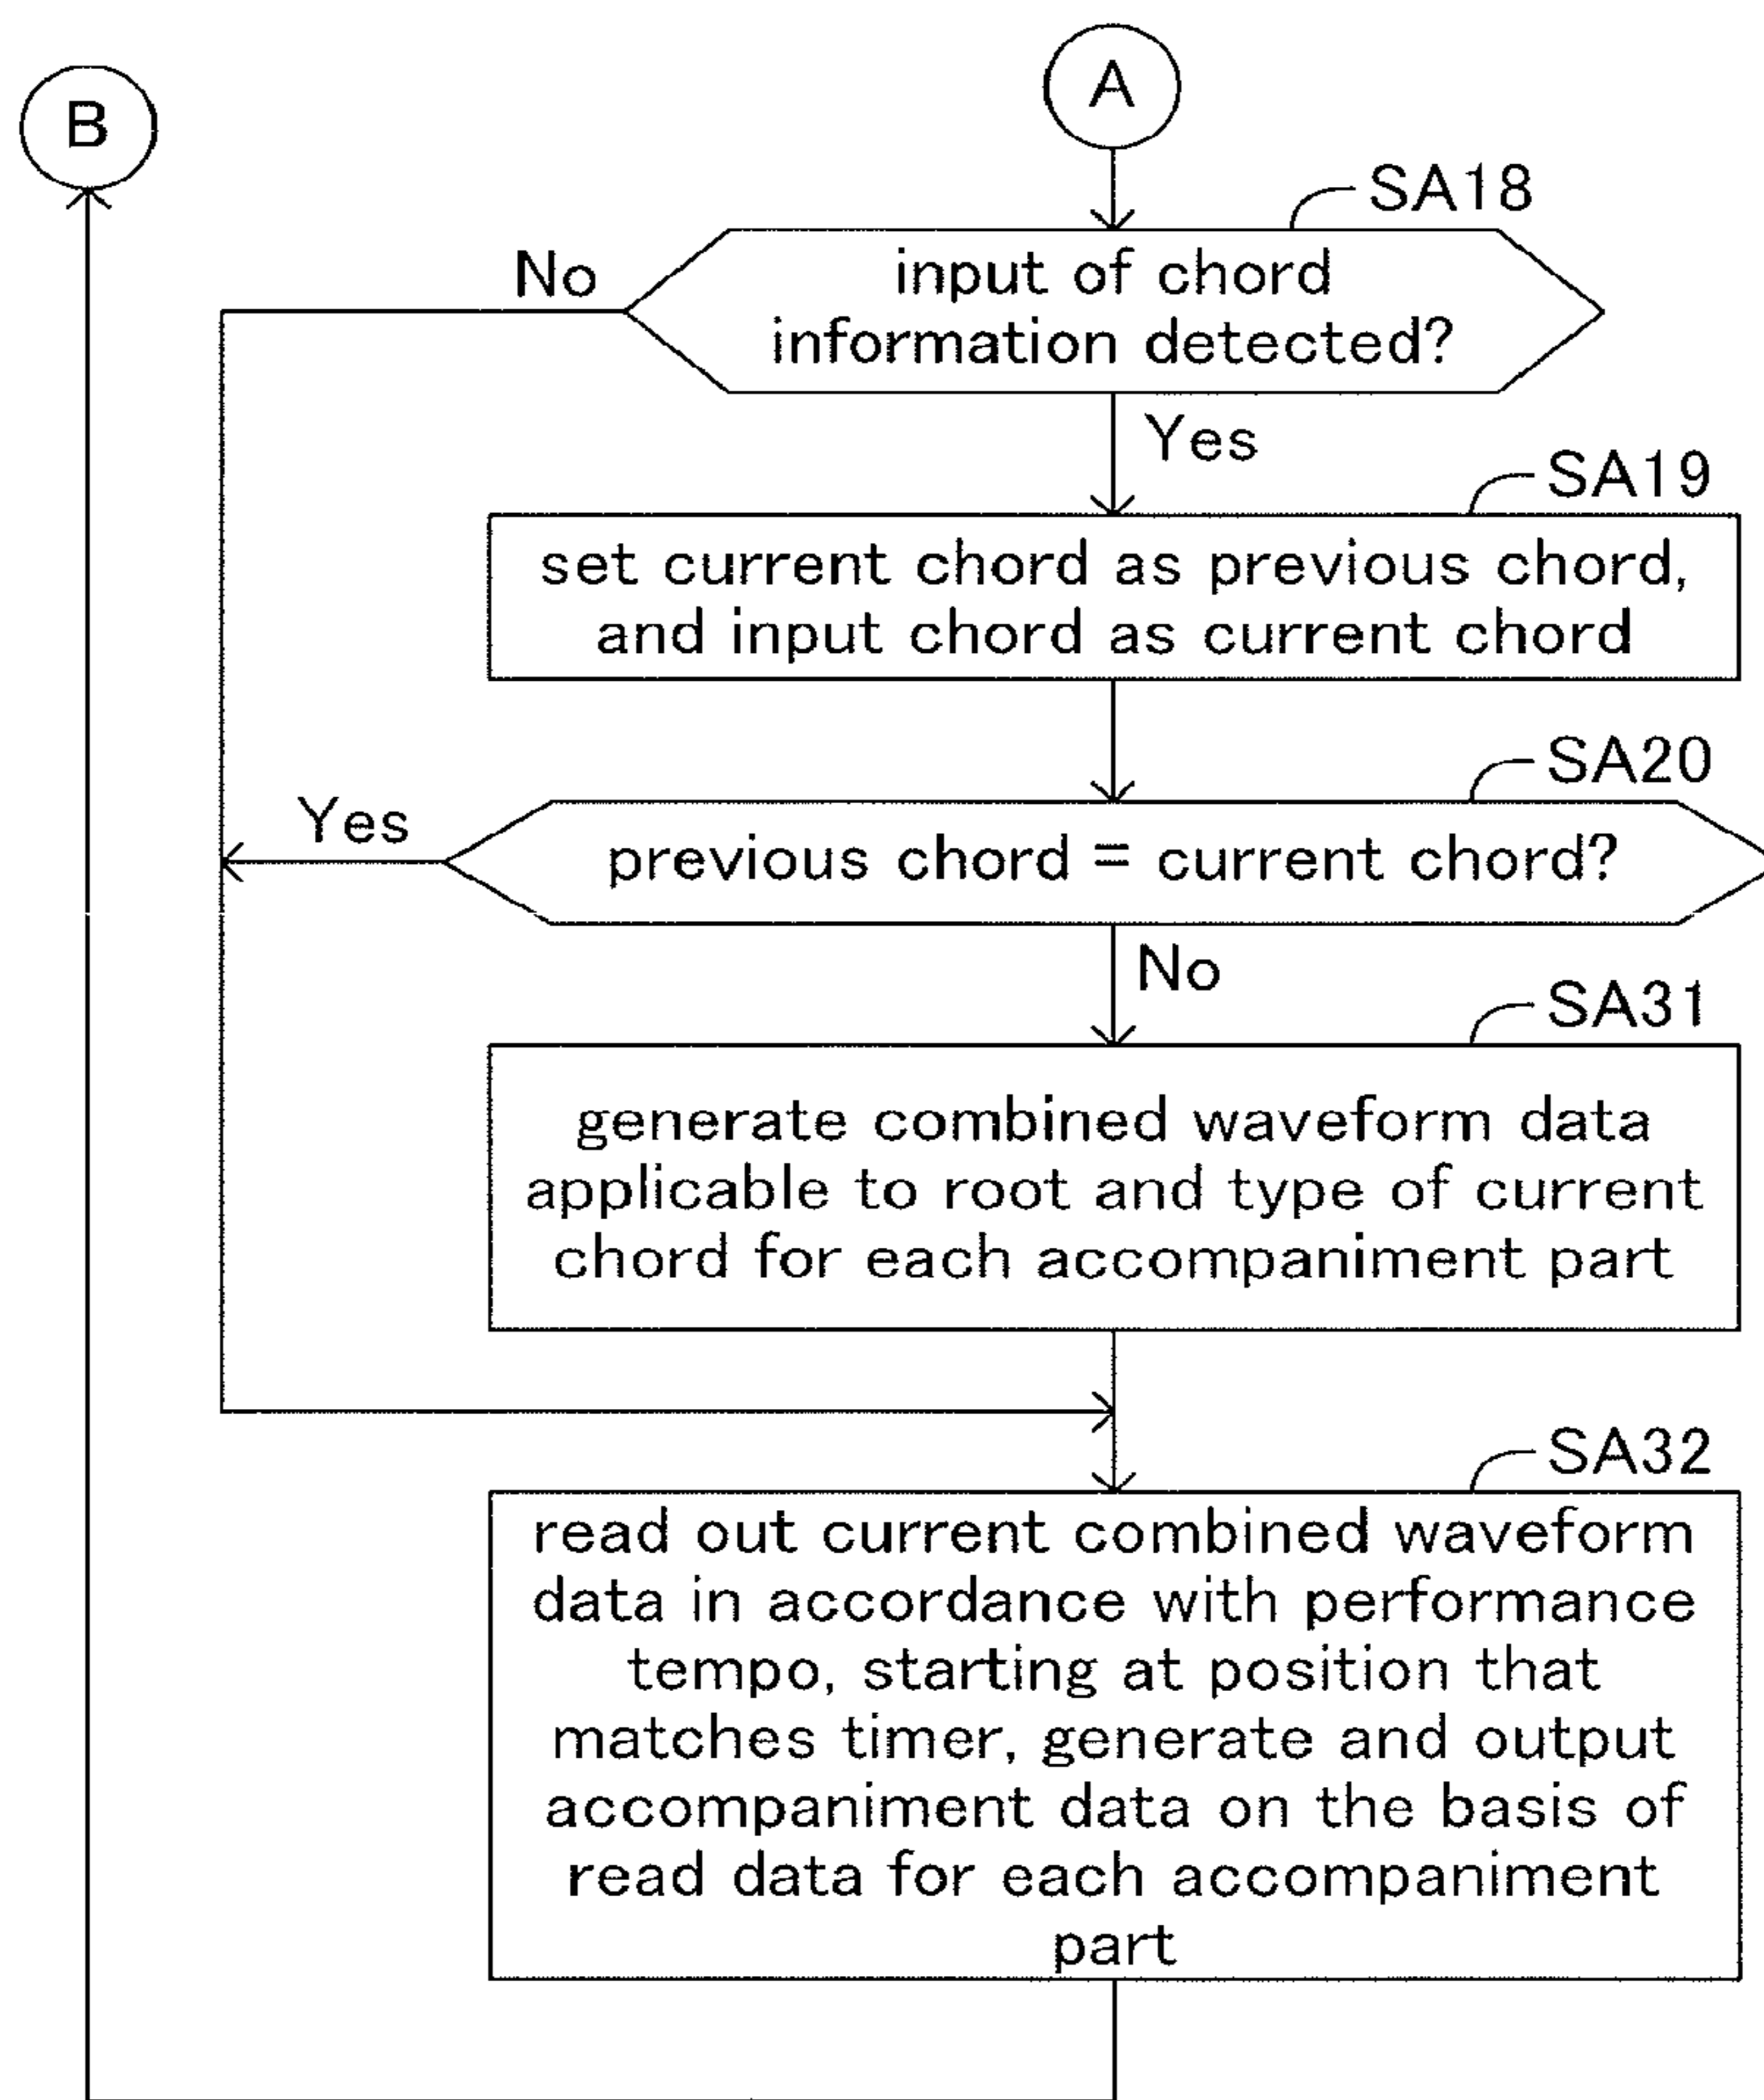 B
A
SA18
No
input of chord
information detected?
Yes
SA19
set current chord as previous chord,
and input chord as current chord
SA20
Yes
previous chord = current chord?
No
SA31
generate combined waveform data
applicable to root and type of current
chord for each accompaniment part
SA32
read out current combined waveform
data in accordance with performance
tempo, starting at position that
matches timer, generate and output
accompaniment data on the basis of
read data for each accompaniment
part